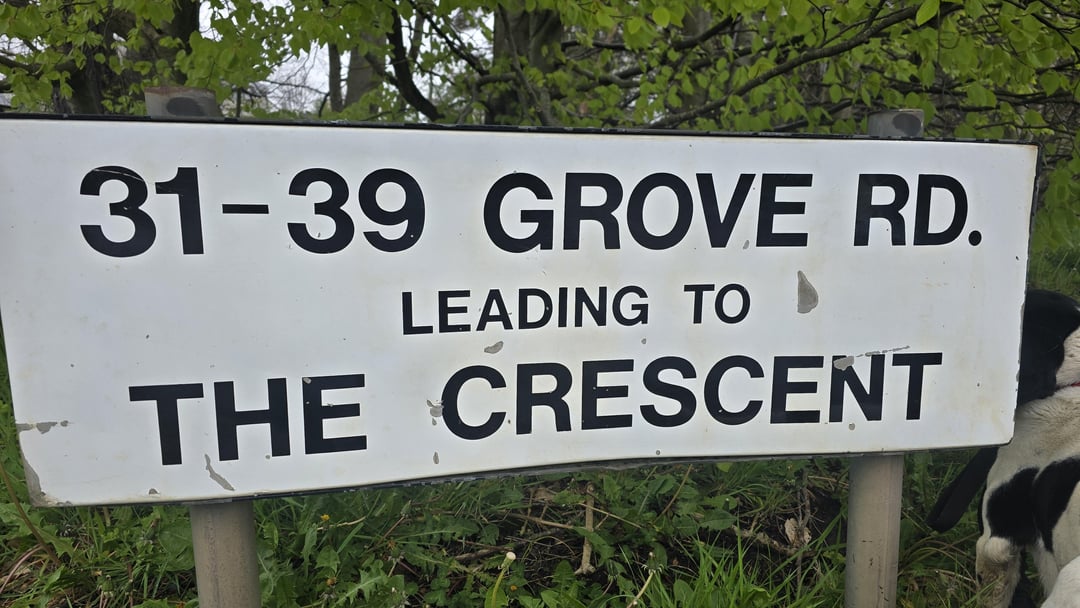 31-39 GROVE RD.
LEADING TO
THE CRESCENT